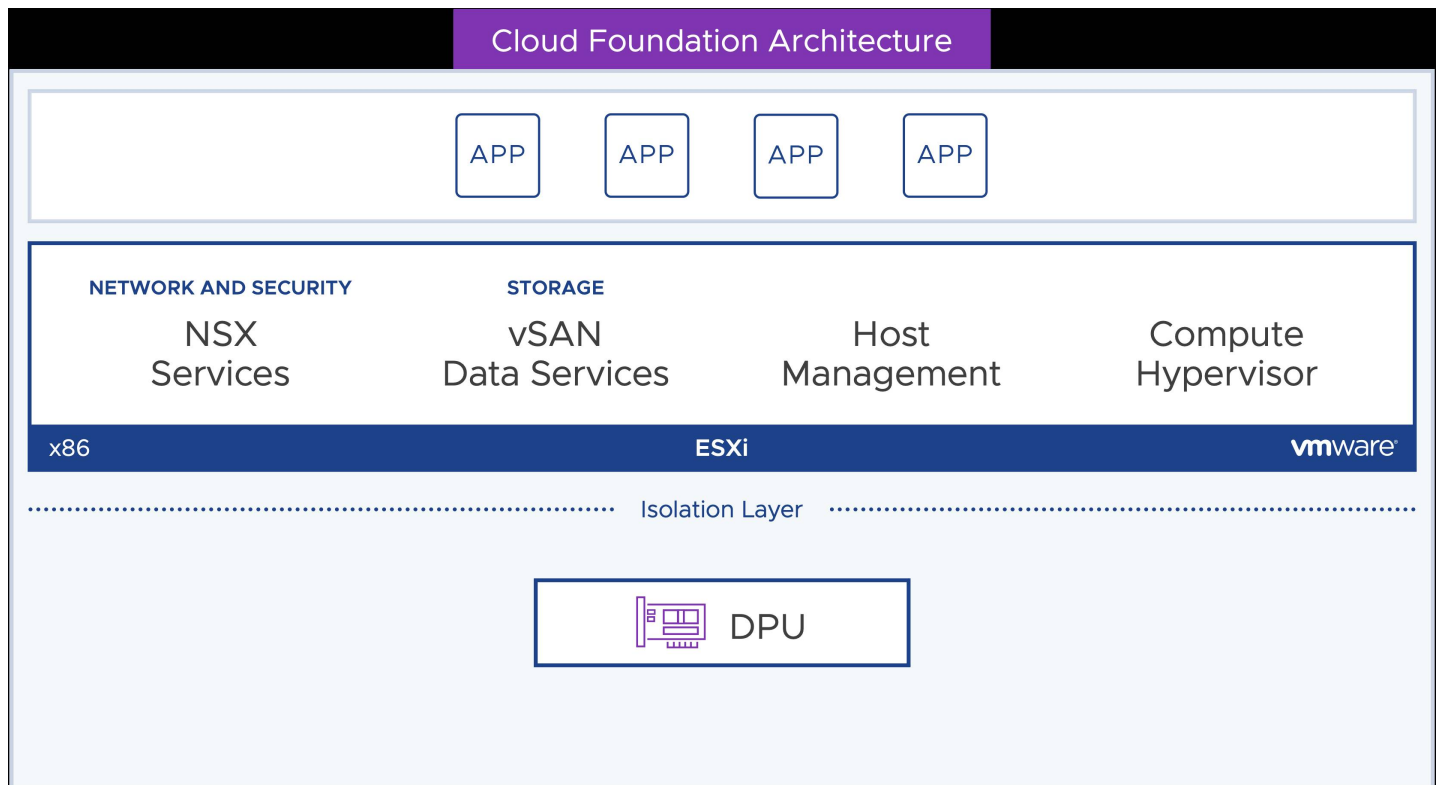 Cloud Foundation Architecture
APP APP APP APP
NETWORK AND SECURITY
NSX
Services
STORAGE
vSAN
Data Services
Host
Management
Compute
Hypervisor
x86 ESXi vmware®
Isolation Layer
DPU